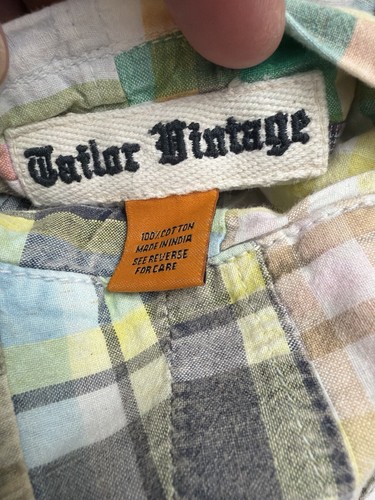 Tailor Vintage
100% COTTON
MADE IN INDIA
SEE REVERSE
FOR CARE